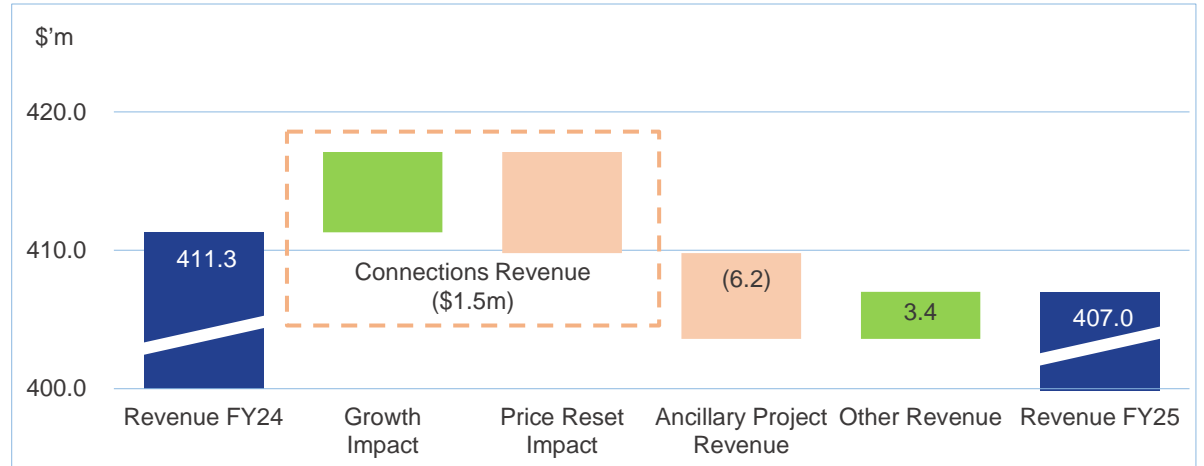 $'m
420.0
410.0
400.0
411.3
Connections Revenue
($1.5m)
(6.2)
3.4
407.0
Revenue FY24
Growth
Impact
Price Reset
Impact
Ancillary Project
Revenue
Other Revenue
Revenue FY25